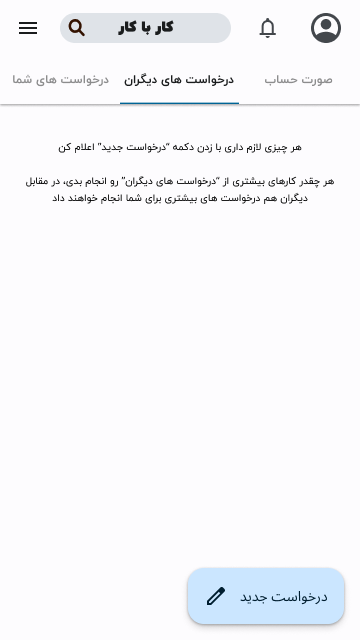 کار با کار
صورت حساب
درخواست های دیگران
درخواست های شما
هر چیزی لازم داری با زدن دکمه "درخواست جدید" اعلام کن
هر چقدر کارهای بیشتری از "درخواست های دیگران" رو انجام بدی، در مقابل
دیگران هم درخواست های بیشتری برای شما انجام خواهند داد
درخواست جدید